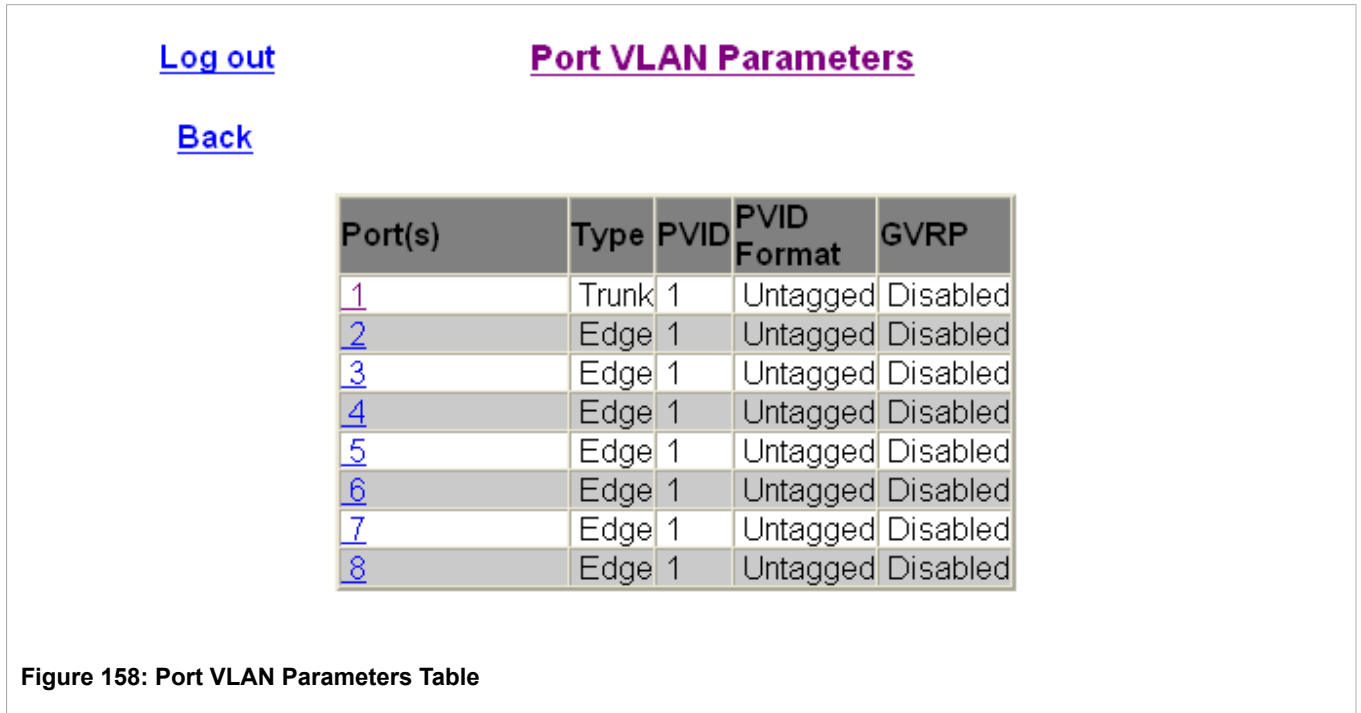 Log out Port VLAN Parameters
Back
Port(s) Type PVID PVID Format GVRP
1 Trunk 1 Untagged Disabled
2 Edge 1 Untagged Disabled
3 Edge 1 Untagged Disabled
4 Edge 1 Untagged Disabled
5 Edge 1 Untagged Disabled
6 Edge 1 Untagged Disabled
7 Edge 1 Untagged Disabled
8 Edge 1 Untagged Disabled
Figure 158: Port VLAN Parameters Table